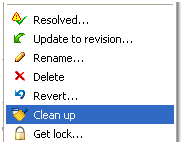 Resolved...
Update to revision...
Rename...
Delete
Revert...
Clean up
Get lock...